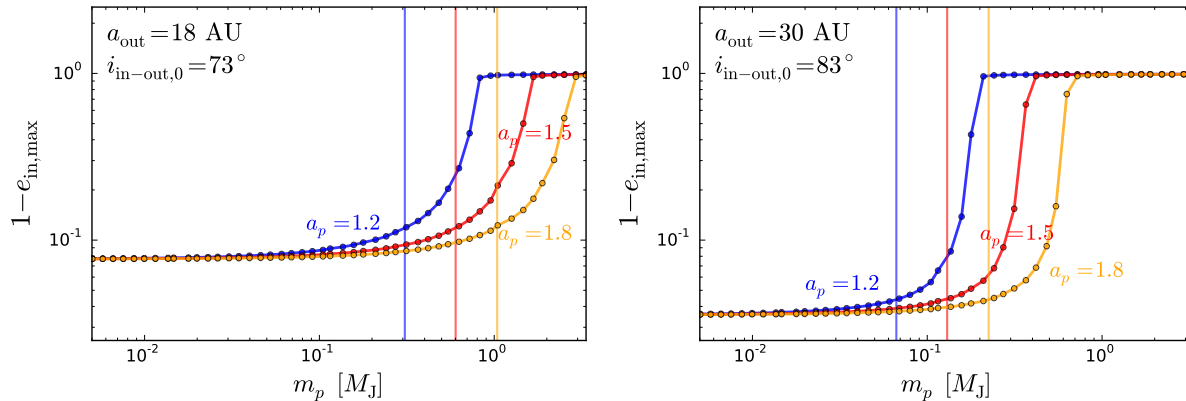 a_out = 18 AU
i_in−out,0 = 73°
10^0
10^-1
1−e_in,max
a_p = 1.2
a_p = 1.5
a_p = 1.8
10^-2
10^-1
10^0
m_p [M_J]
a_out = 30 AU
i_in−out,0 = 83°
10^0
10^-1
1−e_in,max
a_p = 1.2
a_p = 1.5
a_p = 1.8
10^-2
10^-1
10^0
m_p [M_J]